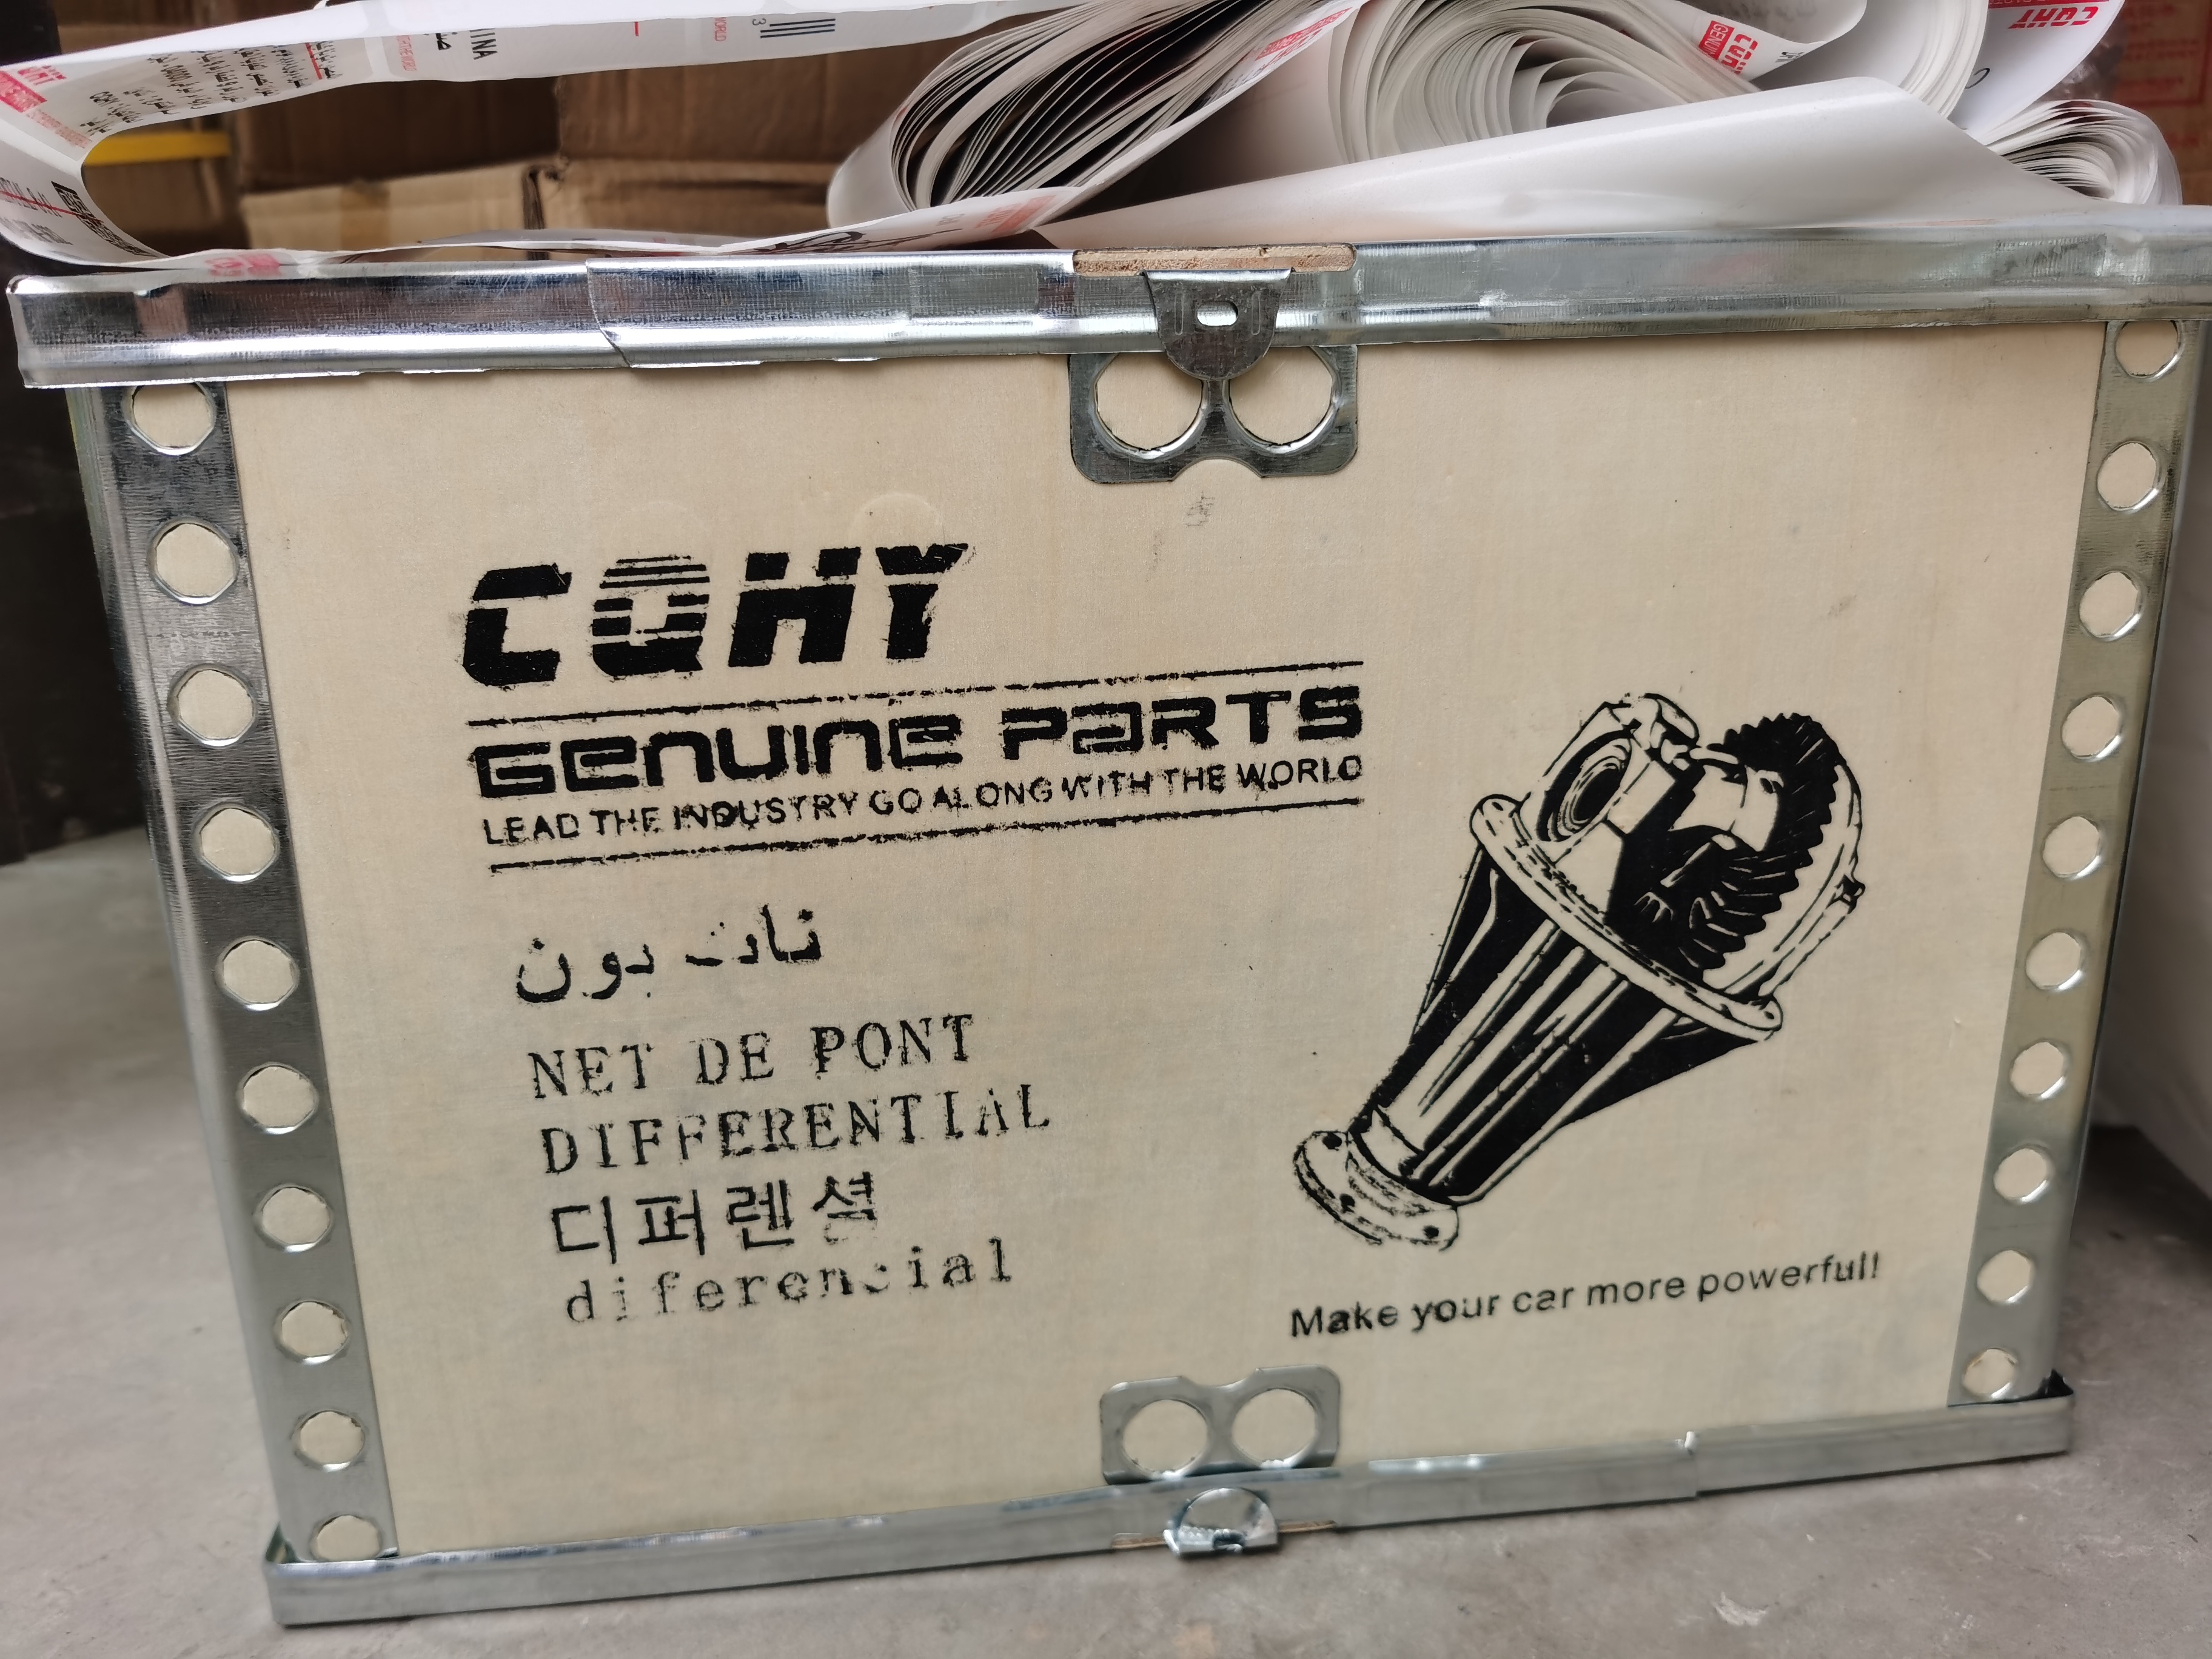 CQHY
GENUINE PARTS
LEAD THE INDUSTRY GO ALONG WITH THE WORLD
بون
NET DE PONT
DIFFERENTIAL
디퍼렌셜
diferencial
Make your car more powerful!